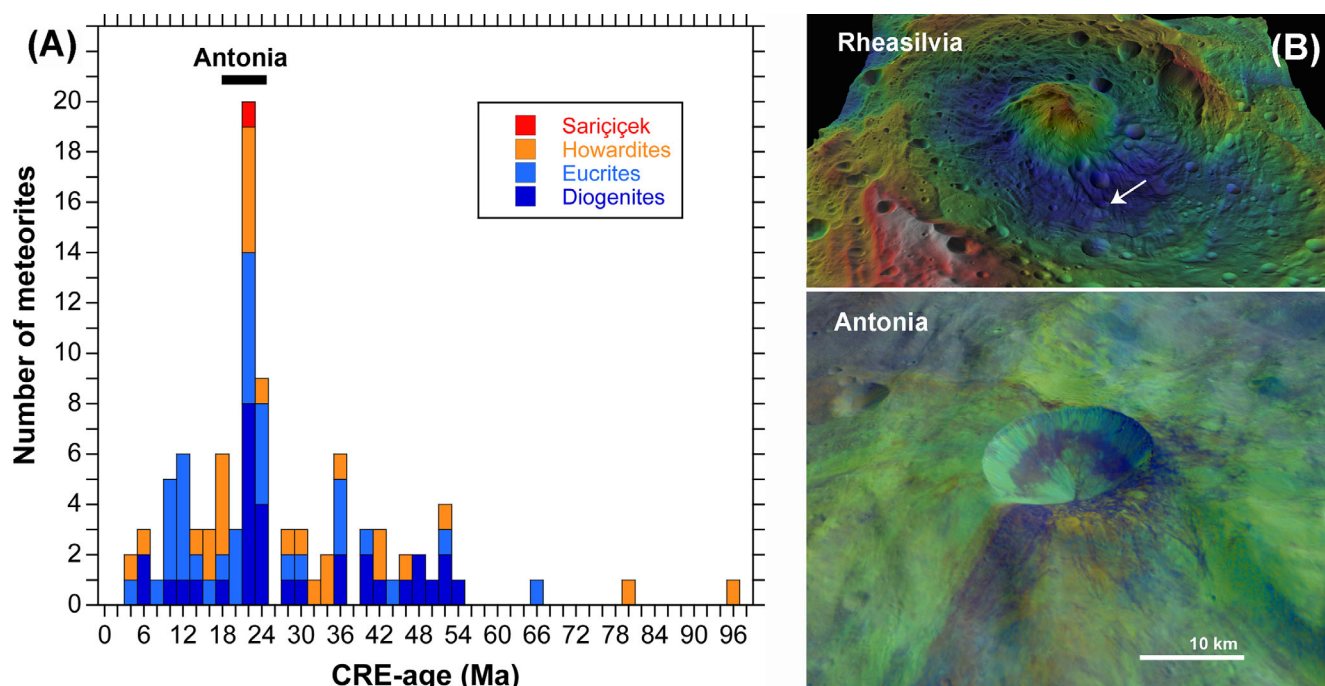 (A)
Antonia
20
18
16
14
12
10
8
6
4
2
0
Number of meteorites
Sariçiçek
Howardites
Eucrites
Diogenites
0 6 12 18 24 30 36 42 48 54 60 66 72 78 84 90 96
CRE-age (Ma)
Rheasilvia
(B)
Antonia
10 km